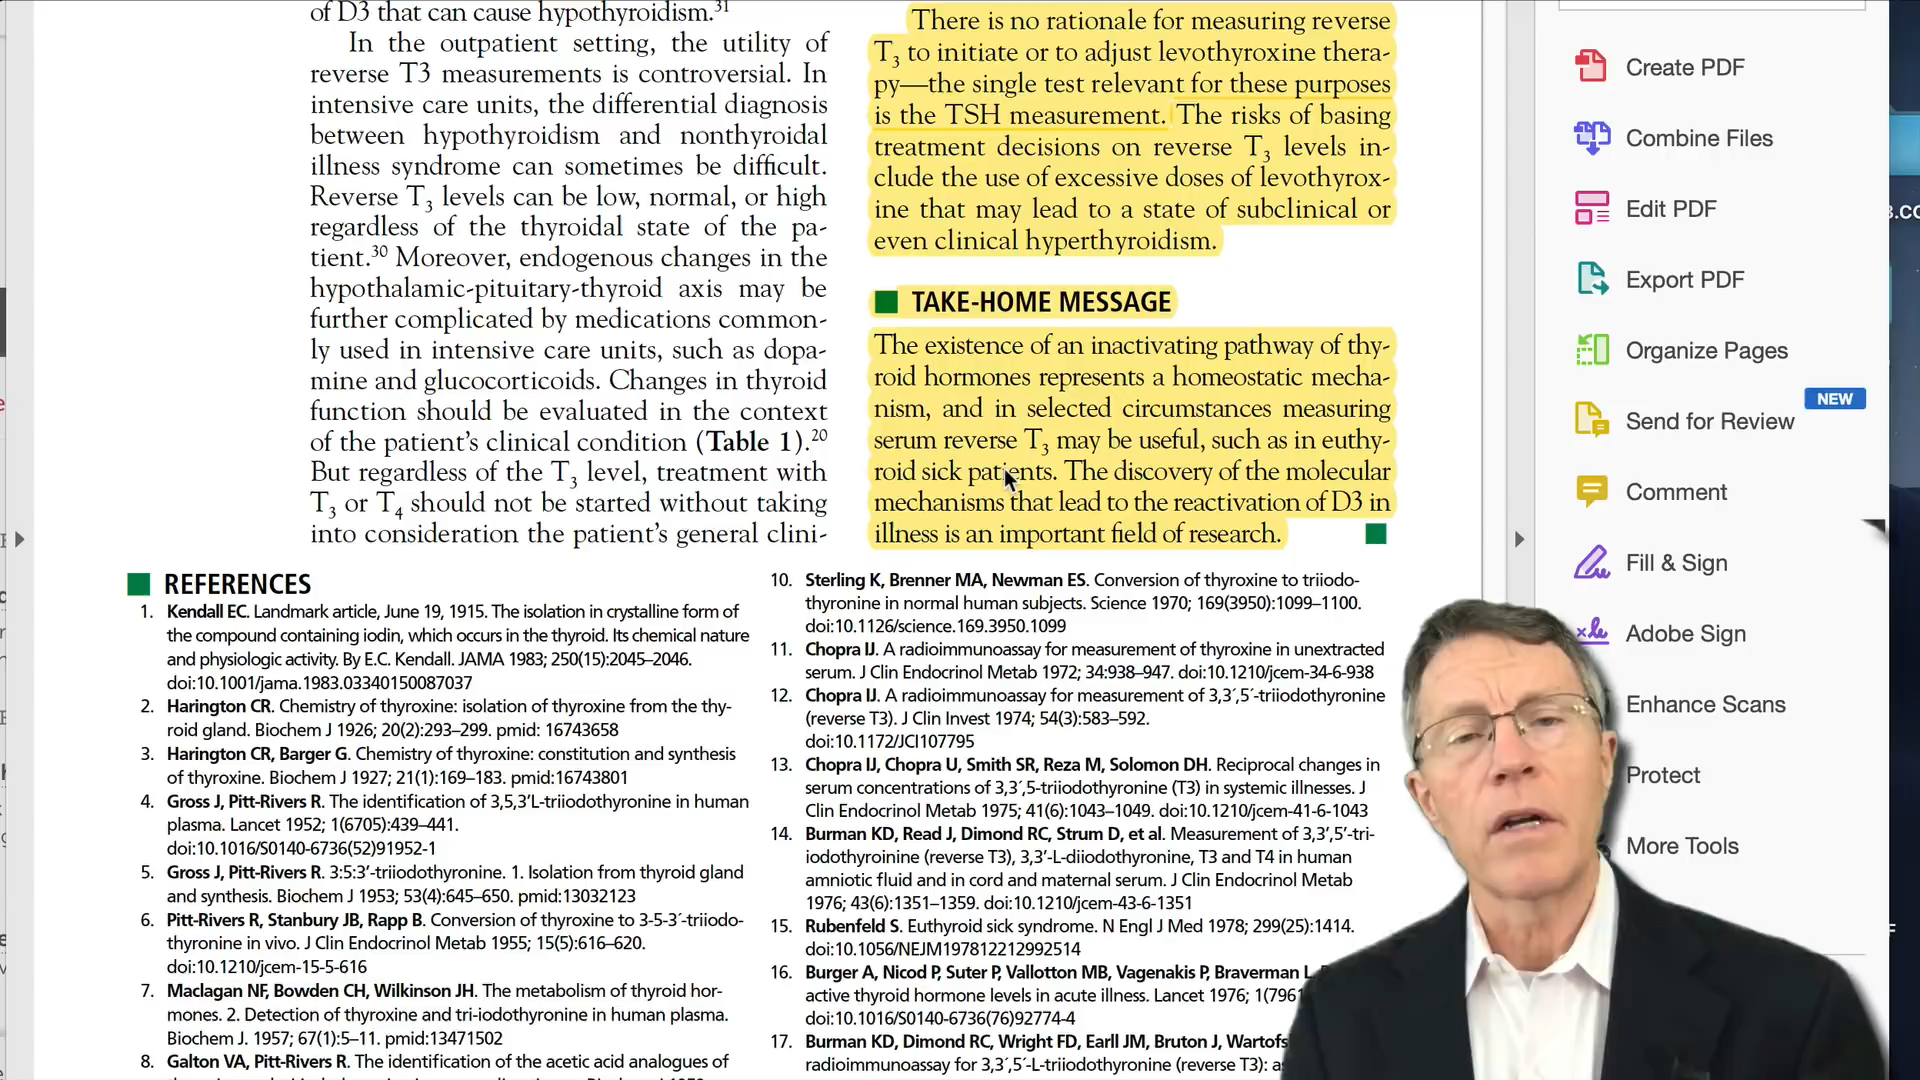 of D3 that can cause hypothyroidism.31
In the outpatient setting, the utility of
reverse T3 measurements is controversial. In
intensive care units, the differential diagnosis
between hypothyroidism and nonthyroidal
illness syndrome can sometimes be difficult.
Reverse T3 levels can be low, normal, or high
regardless of the thyroidal state of the pa-
tient.30 Moreover, endogenous changes in the
hypothalamic-pituitary-thyroid axis may be
further complicated by medications common-
ly used in intensive care units, such as dopa-
mine and glucocorticoids. Changes in thyroid
function should be evaluated in the context
of the patient's clinical condition (Table 1).20
But regardless of the T3 level, treatment with
T3 or T4 should not be started without taking
into consideration the patient's general clini-
There is no rationale for measuring reverse
T3 to initiate or to adjust levothyroxine thera-
py—the single test relevant for these purposes
is the TSH measurement. The risks of basing
treatment decisions on reverse T3 levels in-
clude the use of excessive doses of levothyrox-
ine that may lead to a state of subclinical or
even clinical hyperthyroidism.
TAKE-HOME MESSAGE
The existence of an inactivating pathway of thy-
roid hormones represents a homeostatic mecha-
nism, and in selected circumstances measuring
serum reverse T3 may be useful, such as in euthy-
roid sick patients. The discovery of the molecular
mechanisms that lead to the reactivation of D3 in
illness is an important field of research.
REFERENCES
1. Kendall EC. Landmark article, June 19, 1915. The isolation in crystalline form of
the compound containing iodin, which occurs in the thyroid. Its chemical nature
and physiologic activity. By E.C. Kendall. JAMA 1983; 250(15):2045–2046.
doi:10.1001/jama.1983.03340150087037
2. Harington CR. Chemistry of thyroxine: isolation of thyroxine from the thy-
roid gland. Biochem J 1926; 20(2):293–299. pmid: 16743658
3. Harington CR, Barger G. Chemistry of thyroxine: constitution and synthesis
of thyroxine. Biochem J 1927; 21(1):169–183. pmid:16743801
4. Gross J, Pitt-Rivers R. The identification of 3,5,3'L-triiodothyronine in human
plasma. Lancet 1952; 1(6705):439–441.
doi:10.1016/S0140-6736(52)91952-1
5. Gross J, Pitt-Rivers R. 3:5:3'-triiodothyronine. 1. Isolation from thyroid gland
and synthesis. Biochem J 1953; 53(4):645–650. pmid:13032123
6. Pitt-Rivers R, Stanbury JB, Rapp B. Conversion of thyroxine to 3-5-3´-triiodo-
thyronine in vivo. J Clin Endocrinol Metab 1955; 15(5):616–620.
doi:10.1210/jcem-15-5-616
7. Maclagan NF, Bowden CH, Wilkinson JH. The metabolism of thyroid hor-
mones. 2. Detection of thyroxine and tri-iodothyronine in human plasma.
Biochem J. 1957; 67(1):5–11. pmid:13471502
8. Galton VA, Pitt-Rivers R. The identification of the acetic acid analogues of
10. Sterling K, Brenner MA, Newman ES. Conversion of thyroxine to triiodo-
thyronine in normal human subjects. Science 1970; 169(3950):1099–1100.
doi:10.1126/science.169.3950.1099
11. Chopra IJ. A radioimmunoassay for measurement of thyroxine in unextracted
serum. J Clin Endocrinol Metab 1972; 34:938–947. doi:10.1210/jcem-34-6-938
12. Chopra IJ. A radioimmunoassay for measurement of 3,3´,5´-triiodothyronine
(reverse T3). J Clin Invest 1974; 54(3):583–592.
doi:10.1172/JCI107795
13. Chopra IJ, Chopra U, Smith SR, Reza M, Solomon DH. Reciprocal changes in
serum concentrations of 3,3´,5-triiodothyronine (T3) in systemic illnesses. J
Clin Endocrinol Metab 1975; 41(6):1043–1049. doi:10.1210/jcem-41-6-1043
14. Burman KD, Read J, Dimond RC, Strum D, et al. Measurement of 3,3',5'-tri-
iodothyroinine (reverse T3), 3,3'-L-diiodothyronine, T3 and T4 in human
amniotic fluid and in cord and maternal serum. J Clin Endocrinol Metab
1976; 43(6):1351–1359. doi:10.1210/jcem-43-6-1351
15. Rubenfeld S. Euthyroid sick syndrome. N Engl J Med 1978; 299(25):1414.
doi:10.1056/NEJM197812212992514
16. Burger A, Nicod P, Suter P, Vallotton MB, Vagenakis P, Braverman L
active thyroid hormone levels in acute illness. Lancet 1976; 1(7961
doi:10.1016/S0140-6736(76)92774-4
17. Burman KD, Dimond RC, Wright FD, Earll JM, Bruton J, Wartofs
radioimmunoassay for 3,3´,5´-L-triiodothyronine (reverse T3): a
Create PDF
Combine Files
Edit PDF
Export PDF
Organize Pages
NEW
Send for Review
Comment
Fill & Sign
Adobe Sign
Enhance Scans
Protect
More Tools